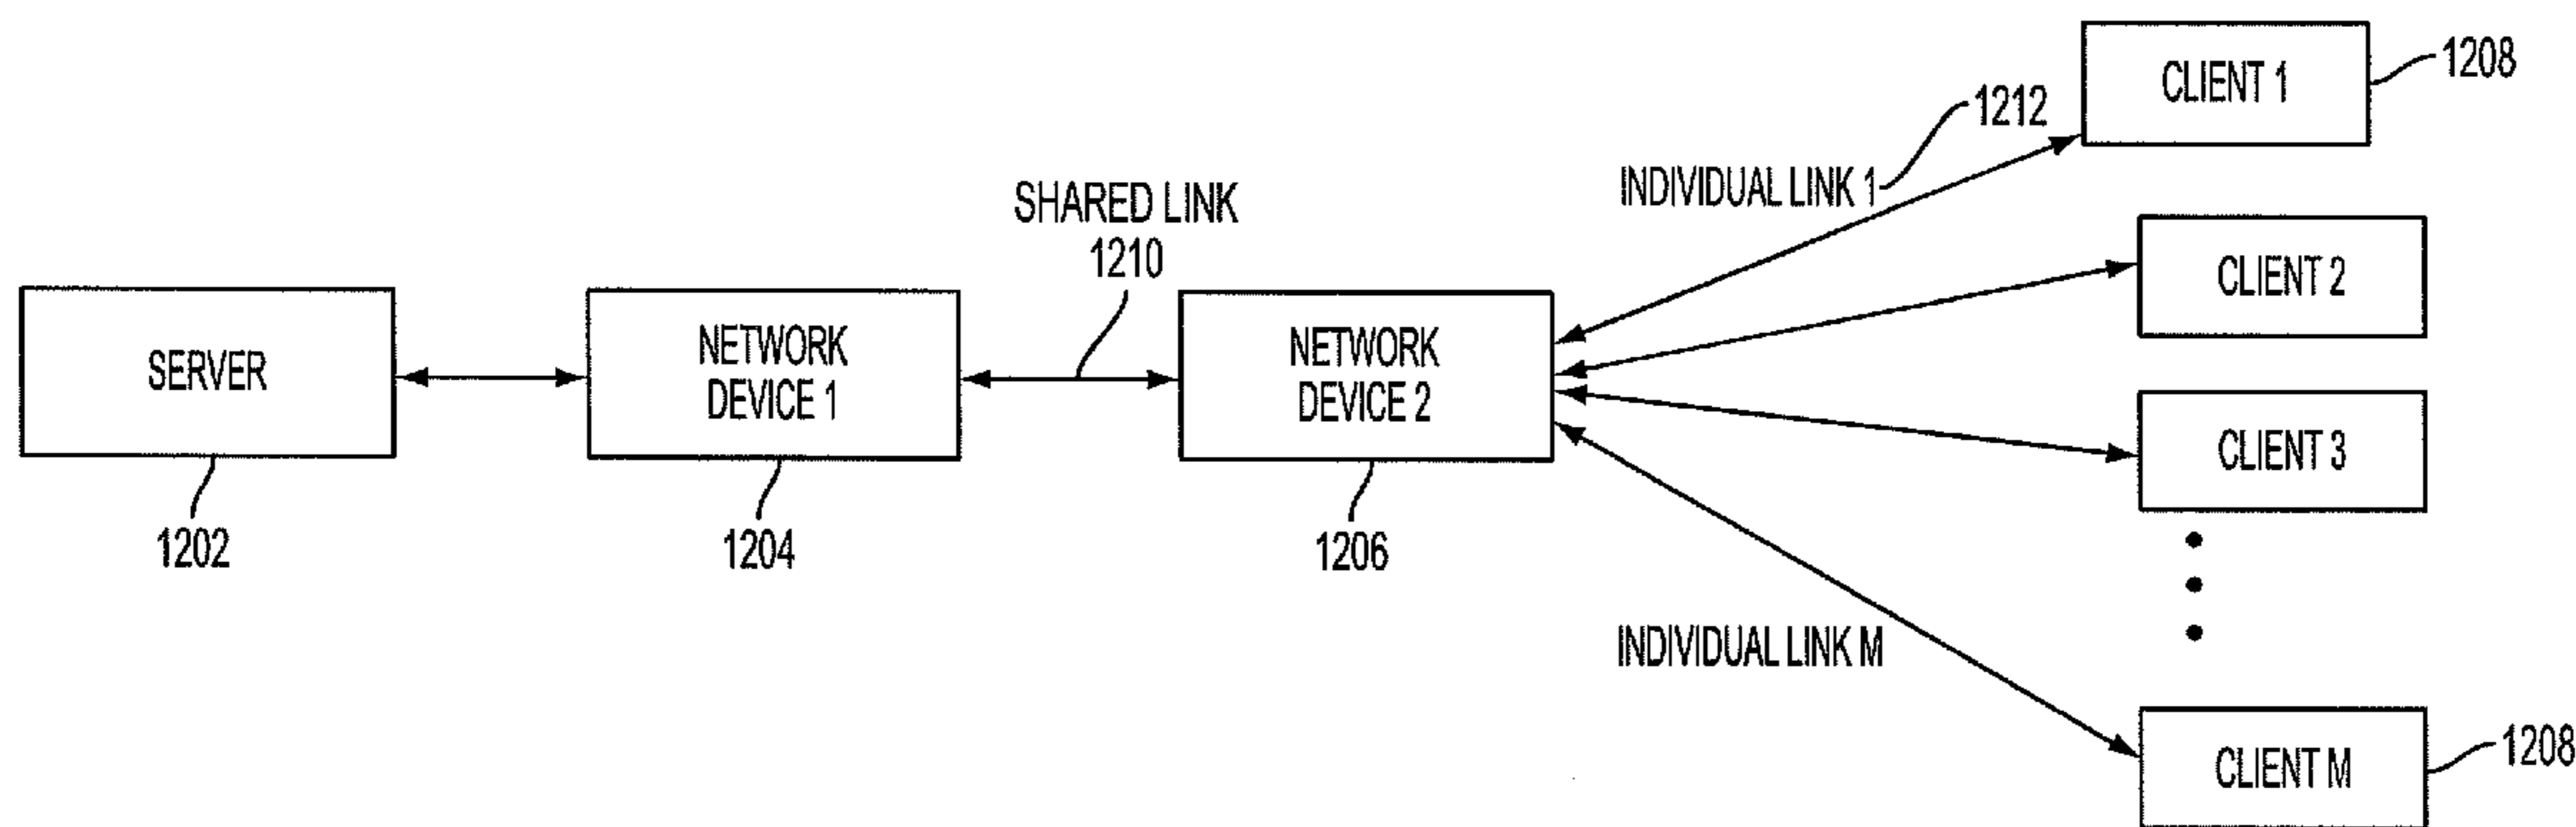 CLIENT 1
1208
1212
INDIVIDUAL LINK 1
SHARED LINK
1210
CLIENT 2
SERVER
NETWORK
DEVICE 1
NETWORK
DEVICE 2
CLIENT 3
1202
1204
1206
INDIVIDUAL LINK M
CLIENT M
1208